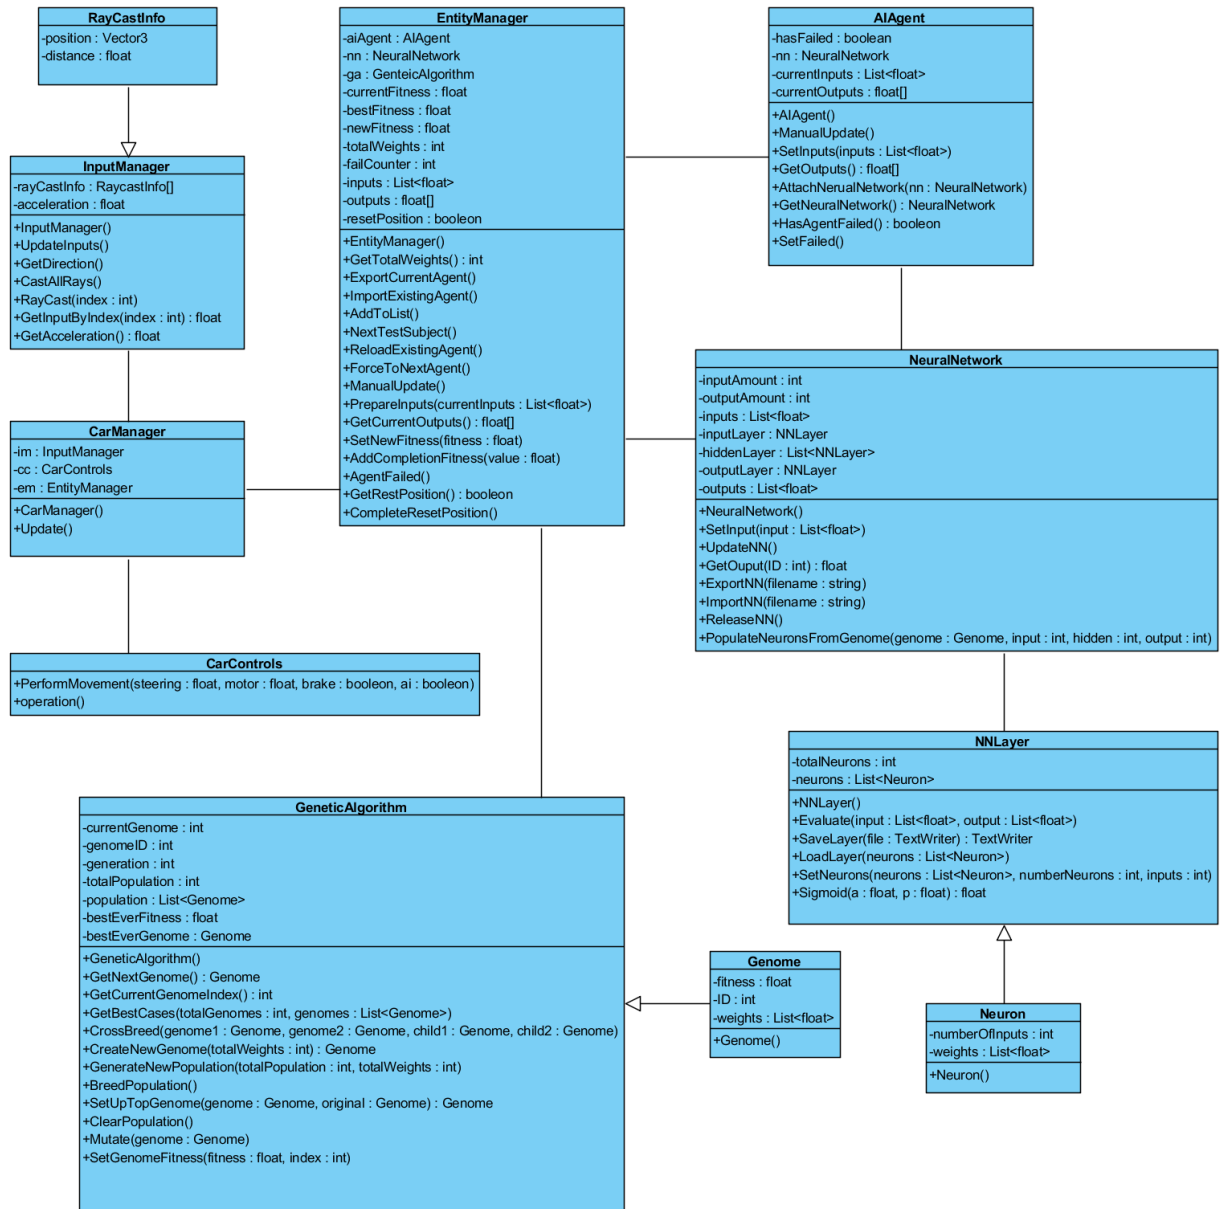 RayCastInfo
-position : Vector3
-distance : float
InputManager
-rayCastInfo : RaycastInfo[]
-acceleration : float
+InputManager()
+UpdateInputs()
+GetDirection()
+CastAllRays()
+RayCast(index : int)
+GetInputByIndex(index : int) : float
+GetAcceleration() : float
CarManager
-im : InputManager
-cc : CarControls
-em : EntityManager
+CarManager()
+Update()
CarControls
+PerformMovement(steering : float, motor : float, brake : boolean, ai : boolean)
+operation()
EntityManager
-aiAgent : AIAgent
-nn : NeuralNetwork
-ga : GenteicAlgorithm
-currentFitness : float
-bestFitness : float
-newFitness : float
-totalWeights : int
-failCounter : int
-inputs : List<float>
-outputs : float[]
-resetPosition : boolean
+EntityManager()
+GetTotalWeights() : int
+ExportCurrentAgent()
+ImportExistingAgent()
+AddToList()
+NextTestSubject()
+ReloadExistingAgent()
+ForceToNextAgent()
+ManualUpdate()
+PrepareInputs(currentInputs : List<float>)
+GetCurrentOutputs() : float[]
+SetNewFitness(fitness : float)
+AddCompletionFitness(value : float)
+AgentFailed()
+GetRestPosition() : boolean
+CompleteResetPosition()
AIAgent
-hasFailed : boolean
-nn : NeuralNetwork
-currentInputs : List<float>
-currentOutputs : float[]
+AIAgent()
+ManualUpdate()
+SetInputs(inputs : List<float>)
+GetOutputs() : float[]
+AttachNerualNetwork(nn : NeuralNetwork)
+GetNeuralNetwork() : NeuralNetwork
+HasAgentFailed() : boolean
+SetFailed()
NeuralNetwork
-inputAmount : int
-outputAmount : int
-inputs : List<float>
-inputLayer : NNLayer
-hiddenLayer : List<NNLayer>
-outputLayer : NNLayer
-outputs : List<float>
+NeuralNetwork()
+SetInput(input : List<float>)
+UpdateNN()
+GetOuput(ID : int) : float
+ExportNN(filename : string)
+ImportNN(filename : string)
+ReleaseNN()
+PopulateNeuronsFromGenome(genome : Genome, input : int, hidden : int, output : int)
NNLayer
-totalNeurons : int
-neurons : List<Neuron>
+NNLayer()
+Evaluate(input : List<float>, output : List<float>)
+SaveLayer(file : TextWriter) : TextWriter
+LoadLayer(neurons : List<Neuron>)
+SetNeurons(neurons : List<Neuron>, numberNeurons : int, inputs : int)
+Sigmoid(a : float, p : float) : float
GeneticAlgorithm
-currentGenome : int
-genomeID : int
-generation : int
-totalPopulation : int
-population : List<Genome>
-bestEverFitness : float
-bestEverGenome : Genome
+GeneticAlgorithm()
+GetNextGenome() : Genome
+GetCurrentGenomeIndex() : int
+GetBestCases(totalGenomes : int, genomes : List<Genome>)
+CrossBreed(genome1 : Genome, genome2 : Genome, child1 : Genome, child2 : Genome)
+CreateNewGenome(totalWeights : int) : Genome
+GenerateNewPopulation(totalPopulation : int, totalWeights : int)
+BreedPopulation()
+SetUpTopGenome(genome : Genome, original : Genome) : Genome
+ClearPopulation()
+Mutate(genome : Genome)
+SetGenomeFitness(fitness : float, index : int)
Genome
-fitness : float
-ID : int
-weights : List<float>
+Genome()
Neuron
-numberOfInputs : int
-weights : List<float>
+Neuron()